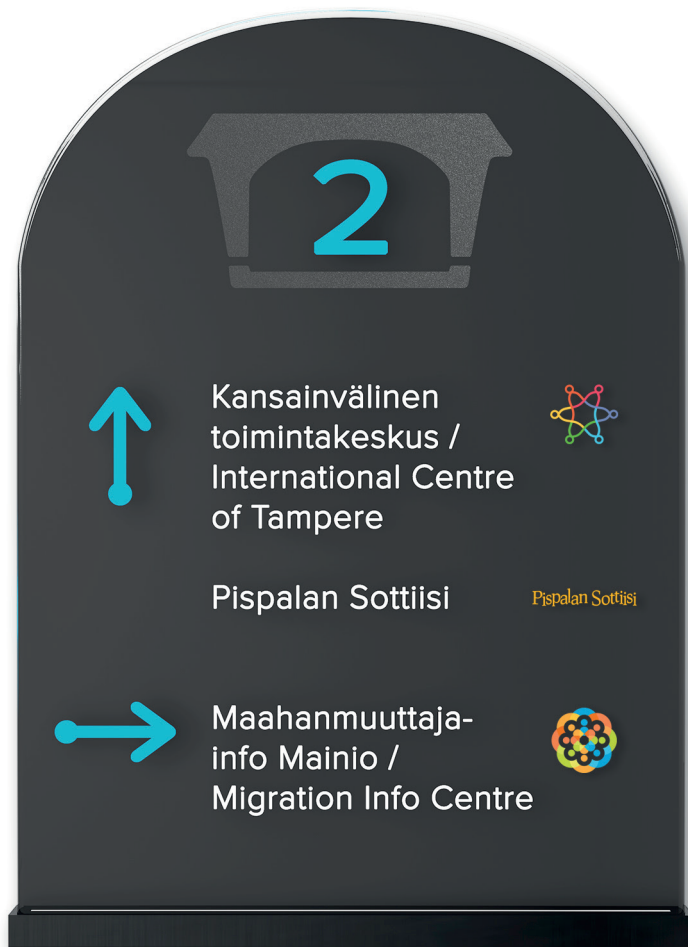 2
Kansainvälinen
toimintakeskus /
International Centre
of Tampere
Pispalan Sottiisi
Pispalan Sottiisi
Maahanmuuttaja-
info Mainio /
Migration Info Centre